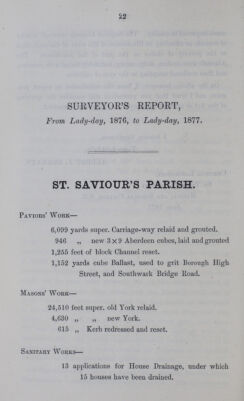 22
SURVEYOR'S REPORT,
From Lady-day, 1876, to Lady-day, 1877.
ST. SAVIOUR'S PARISH.
PAVIORS' WORK—
6,099 yards super. Carriage-way relaid and grouted.
946 „ new 3 x 9 Aberdeen cubes, laid and grouted
1,255 feet of block Channel reset.
1,152 yards cube Ballast, used to grit Borough High
Street, and Southwark Bridge Road.
MASONS' WORK—
24,510 feet super. old York relaid.
4,630 „ „ new York.
615 „ Kerb redressed and reset.
SANITARY WORKS—
13 applications for House Drainage, under which
15 houses have been drained.